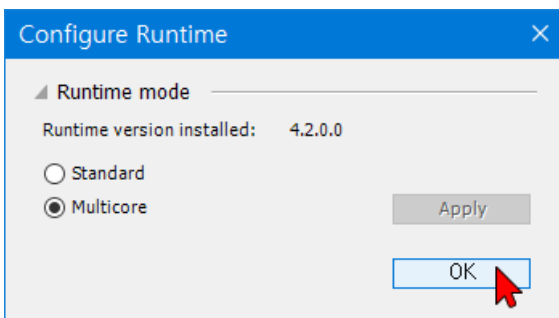 Configure Runtime
Runtime mode
Runtime version installed: 4.2.0.0
Standard
Multicore
Apply
OK